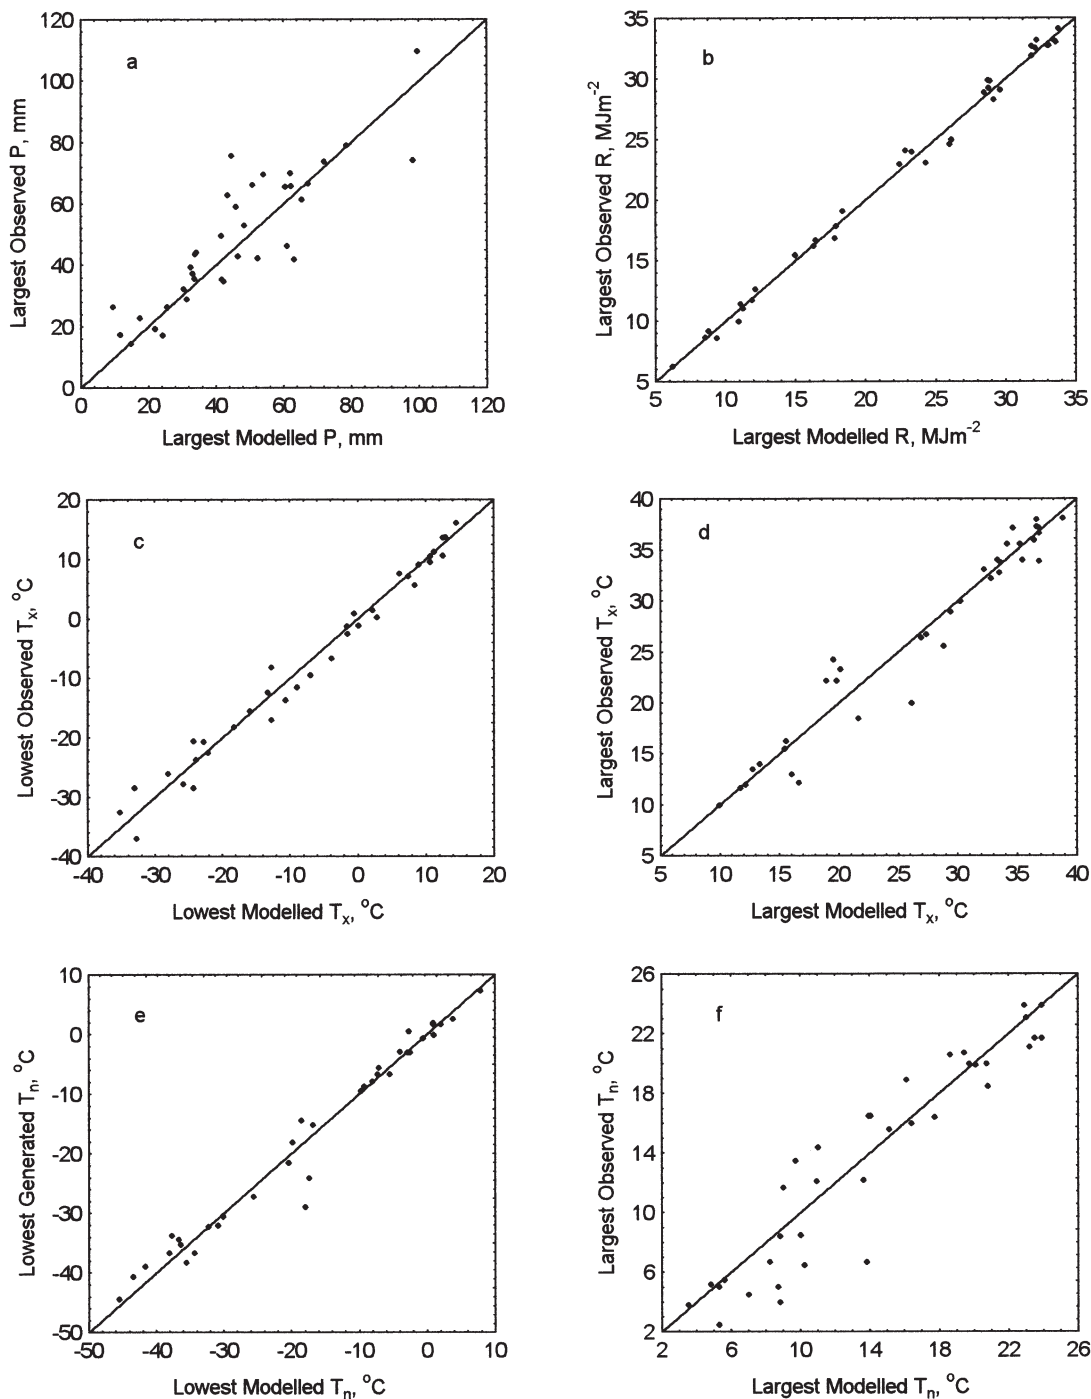 a
120
100
80
60
40
20
0
Largest Observed P, mm
0 20 40 60 80 100 120
Largest Modelled P, mm
b
35
30
25
20
15
10
5
Largest Observed R, MJm⁻²
5 10 15 20 25 30 35
Largest Modelled R, MJm⁻²
c
20
10
0
-10
-20
-30
-40
Lowest Observed Tₓ, °C
-40 -30 -20 -10 0 10 20
Lowest Modelled Tₓ, °C
d
40
35
30
25
20
15
10
5
Largest Observed Tₓ, °C
5 10 15 20 25 30 35 40
Largest Modelled Tₓ, °C
e
10
0
-10
-20
-30
-40
-50
Lowest Generated Tₙ, °C
-50 -40 -30 -20 -10 0 10
Lowest Modelled Tₙ, °C
f
26
22
18
14
10
6
2
Largest Observed Tₙ, °C
2 6 10 14 18 22 26
Largest Modelled Tₙ, °C